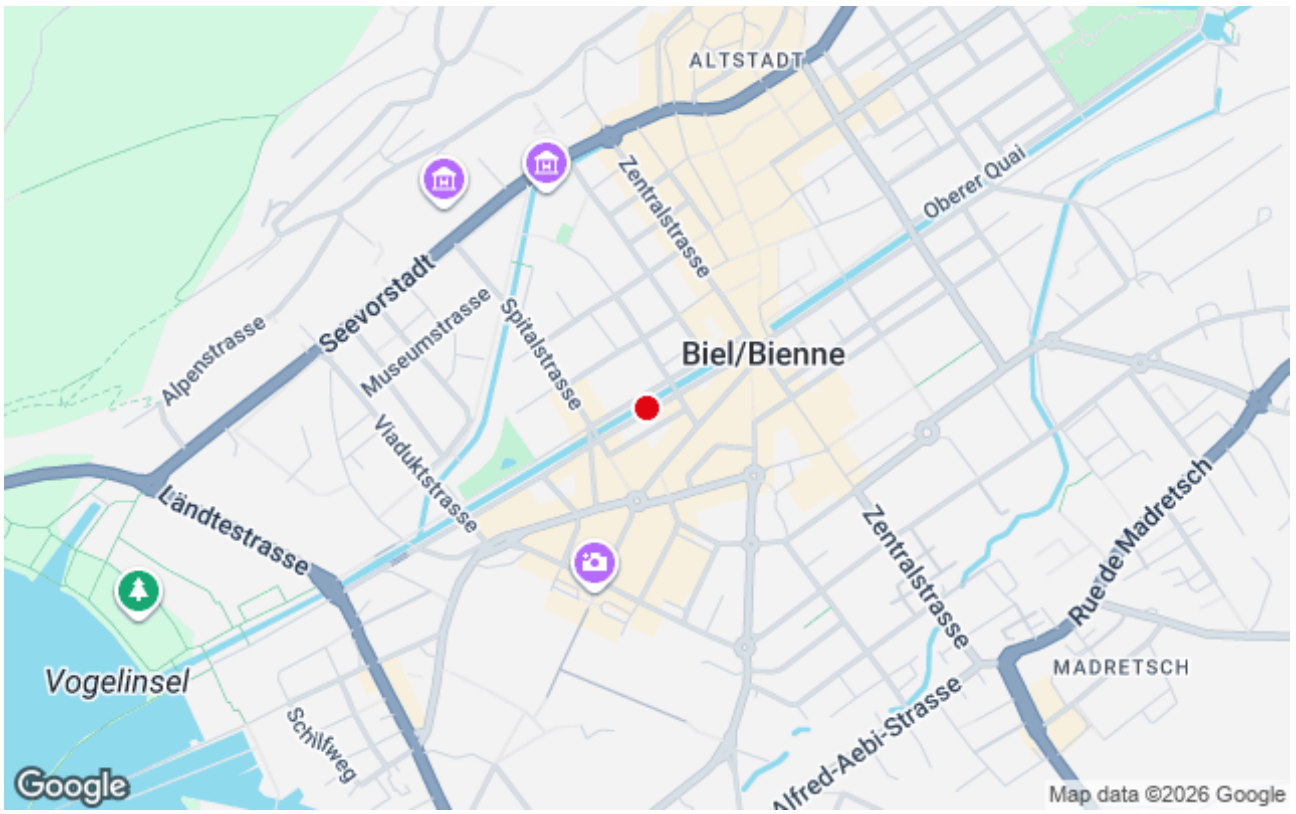 ALTSTADT
Zentralstrasse
Oberer Quai
Seevorstadt
Museumstrasse
Spitalstrasse
Alpenstrasse
Biel/Bienne
Viaduktstrasse
Ländtestrasse
Zentralstrasse
Rue de Madretsch
MADRETSCH
Vogelinsel
Schilfweg
Alfred-Aebi-Strasse
Google
Map data ©2026 Google